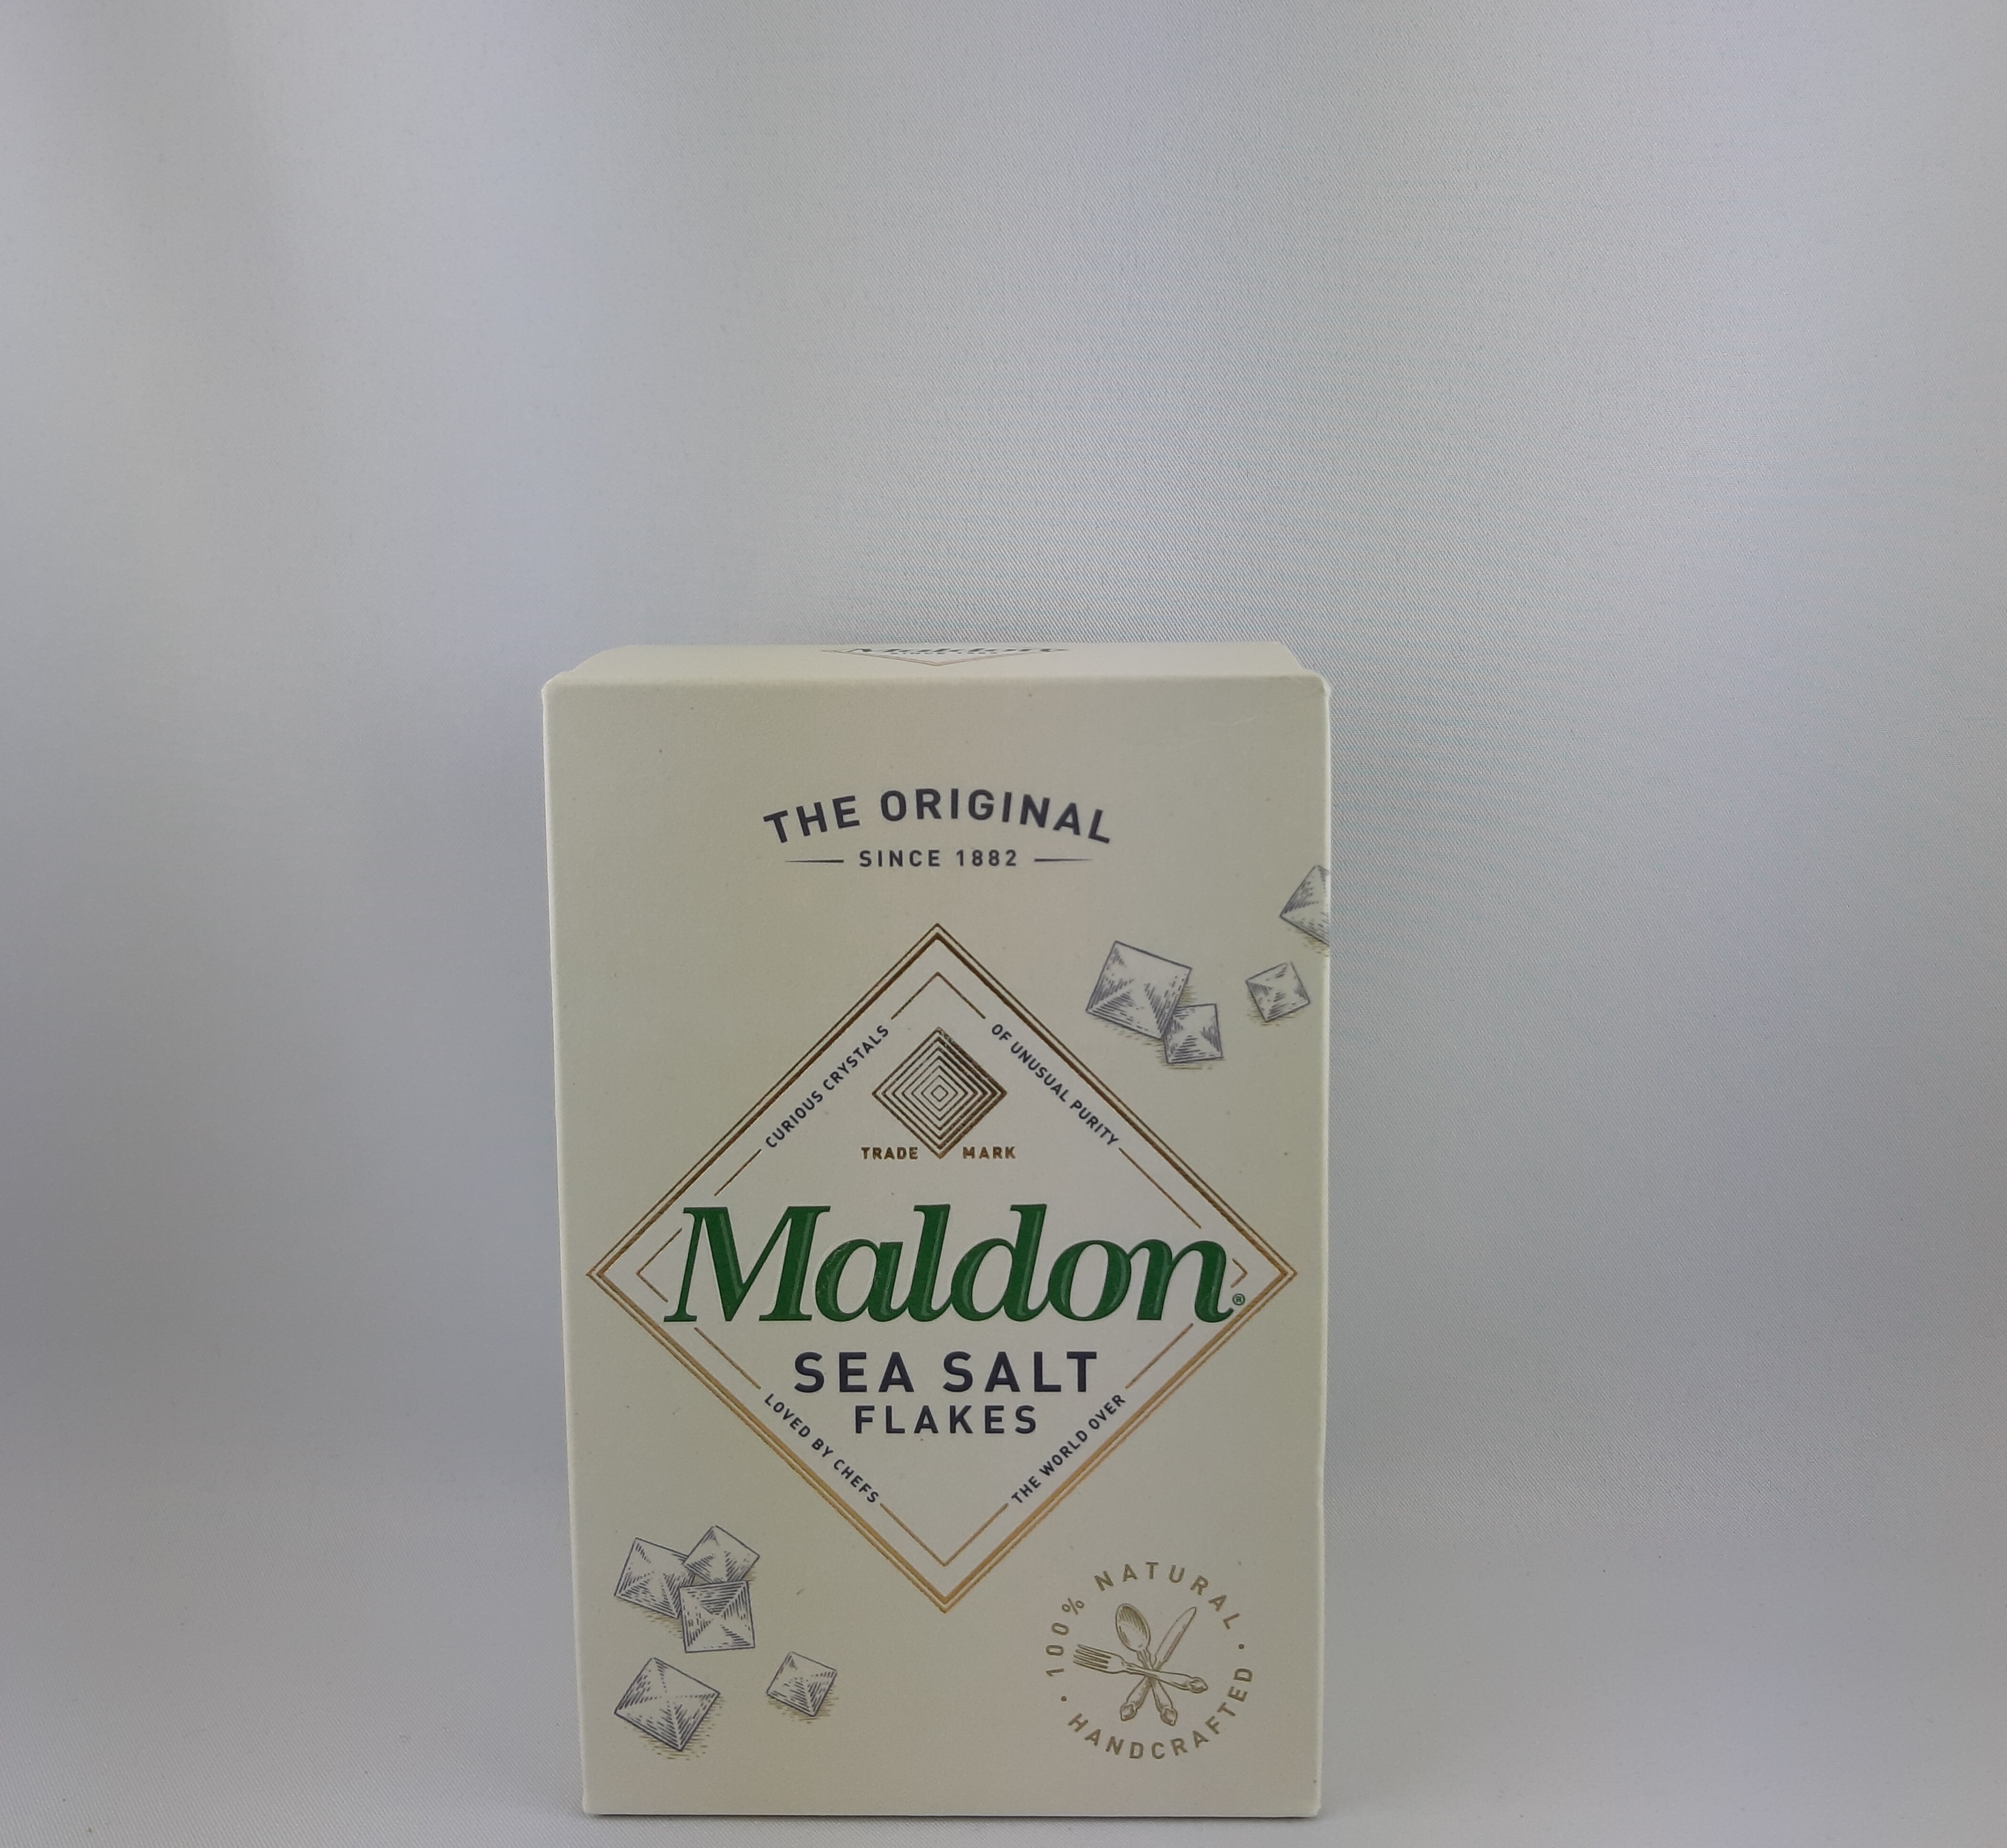 Maldon
THE ORIGINAL
SINCE 1882
CURIOUS CRYSTALS
OF UNUSUAL PURITY
TRADE MARK
Maldon®
SEA SALT
FLAKES
LOVED BY CHEFS
THE WORLD OVER
100% NATURAL
• HANDCRAFTED •